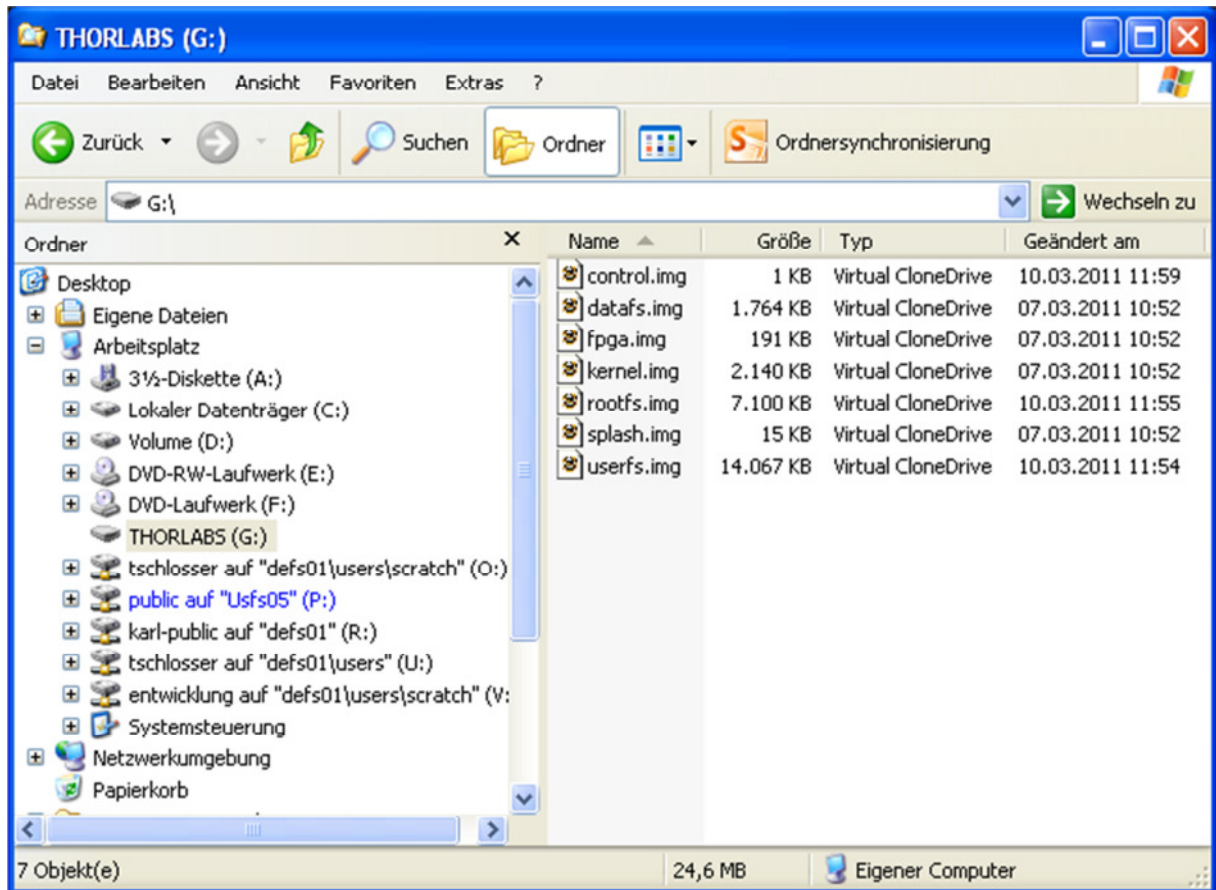 THORLABS (G:)
Datei Bearbeiten Ansicht Favoriten Extras ?
Zurück Suchen Ordner Ordnersynchronisierung
Adresse G:\ Wechseln zu
Ordner
Desktop
Eigene Dateien
Arbeitsplatz
3½-Diskette (A:)
Lokaler Datenträger (C:)
Volume (D:)
DVD-RW-Laufwerk (E:)
DVD-Laufwerk (F:)
THORLABS (G:)
tschlosser auf "defs01\users\scratch" (O:)
public auf "Usfs05" (P:)
karl-public auf "defs01" (R:)
tschlosser auf "defs01\users" (U:)
entwicklung auf "defs01\users\scratch" (V:
Systemsteuerung
Netzwerkumgebung
Papierkorb
Name Größe Typ Geändert am
control.img 1 KB Virtual CloneDrive 10.03.2011 11:59
datafs.img 1.764 KB Virtual CloneDrive 07.03.2011 10:52
fpga.img 191 KB Virtual CloneDrive 07.03.2011 10:52
kernel.img 2.140 KB Virtual CloneDrive 07.03.2011 10:52
rootfs.img 7.100 KB Virtual CloneDrive 10.03.2011 11:55
splash.img 15 KB Virtual CloneDrive 07.03.2011 10:52
userfs.img 14.067 KB Virtual CloneDrive 10.03.2011 11:54
7 Objekt(e) 24,6 MB Eigener Computer